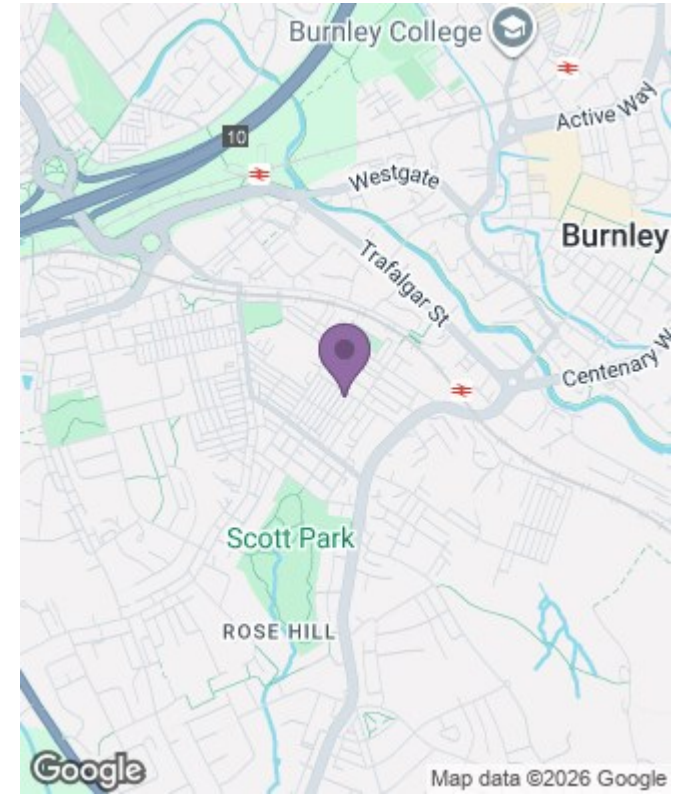 Burnley College
Active Way
10
Westgate
Burnley
Trafalgar St
Centenary W
Scott Park
ROSE HILL
Google
Map data ©2026 Google